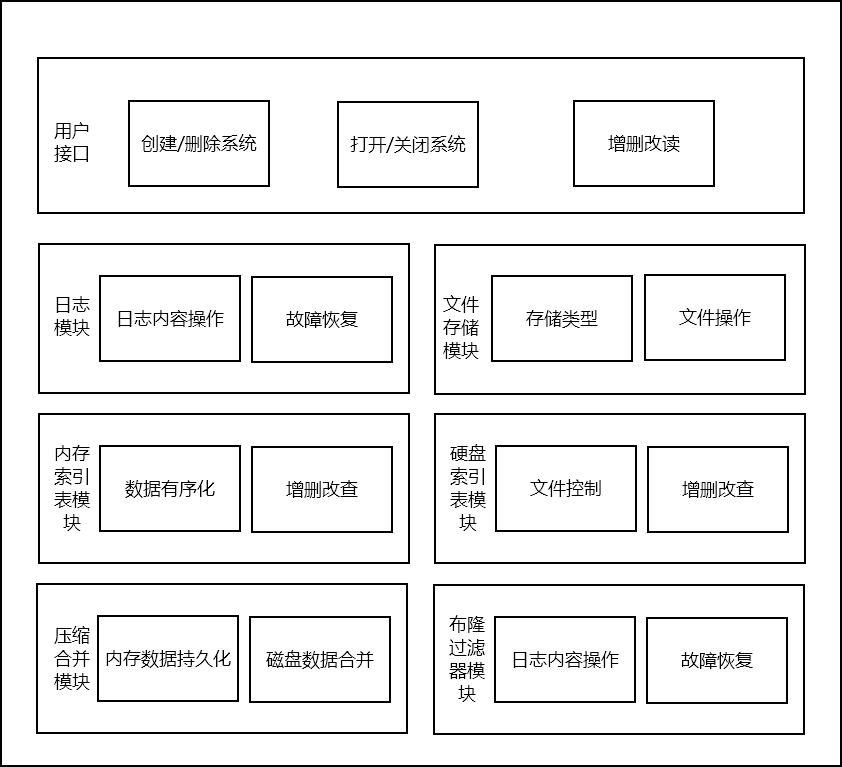 用户
接口
创建/删除系统
打开/关闭系统
增删改读
日志
模块
日志内容操作
故障恢复
文件
存储
模块
存储类型
文件操作
内存
索引
表模
块
数据有序化
增删改查
硬盘
索引
表模
块
文件控制
增删改查
压缩
合并
模块
内存数据持久化
磁盘数据合并
布隆
过滤
器模
块
日志内容操作
故障恢复